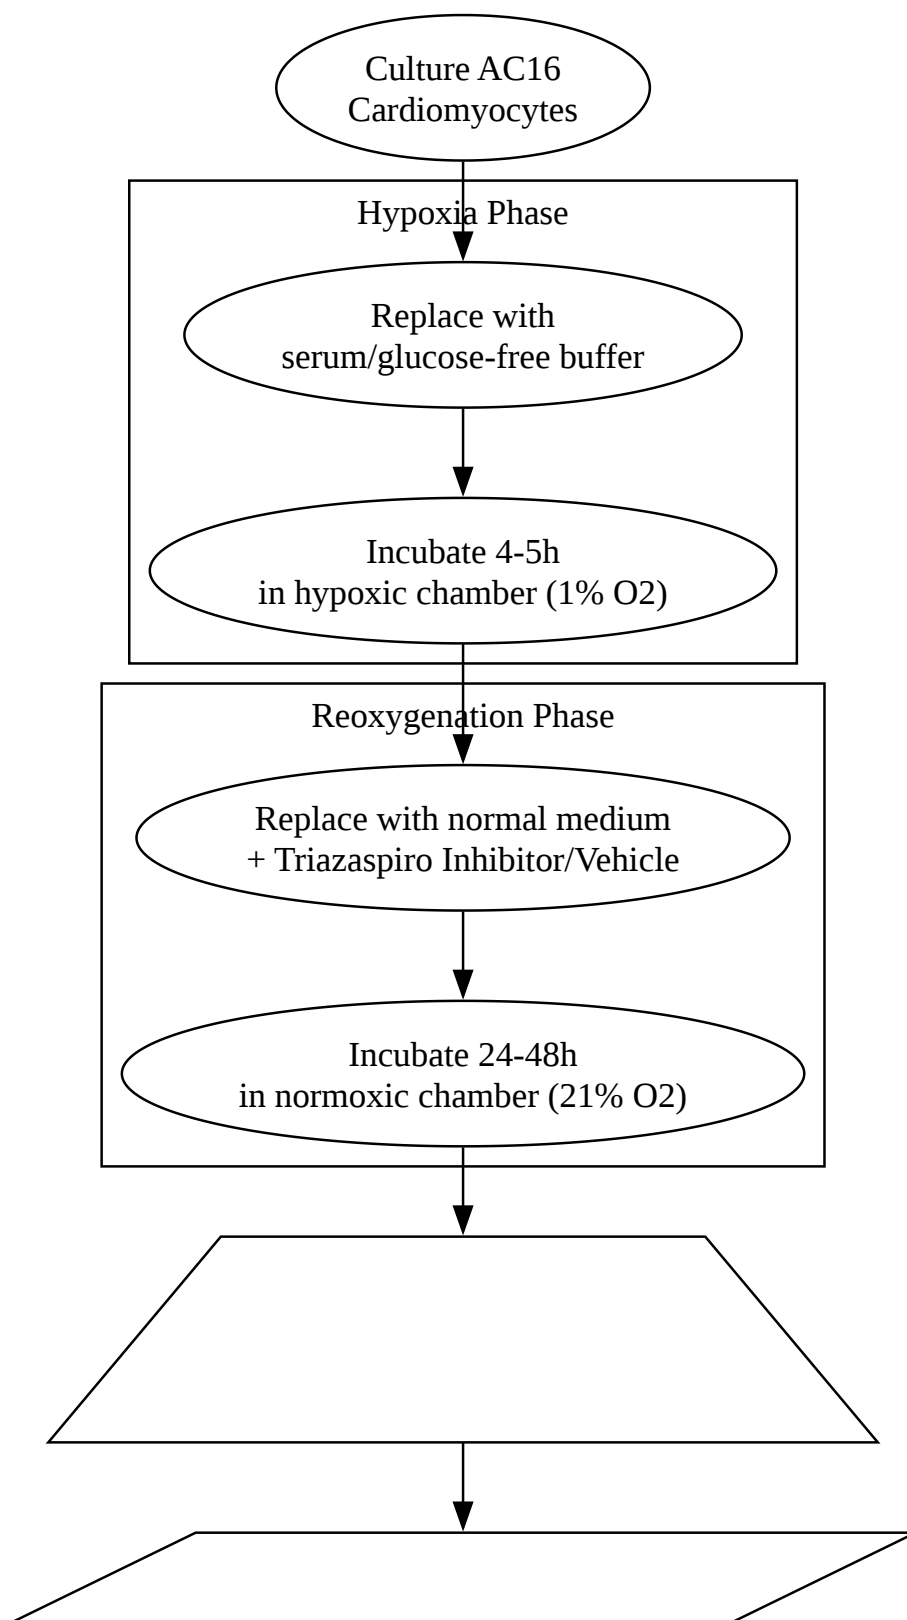 Culture AC16
Cardiomyocytes
Hypoxia Phase
Replace with
serum/glucose-free buffer
Incubate 4-5h
in hypoxic chamber (1% O2)
Reoxygenation Phase
Replace with normal medium
+ Triazaspiro Inhibitor/Vehicle
Incubate 24-48h
in normoxic chamber (21% O2)